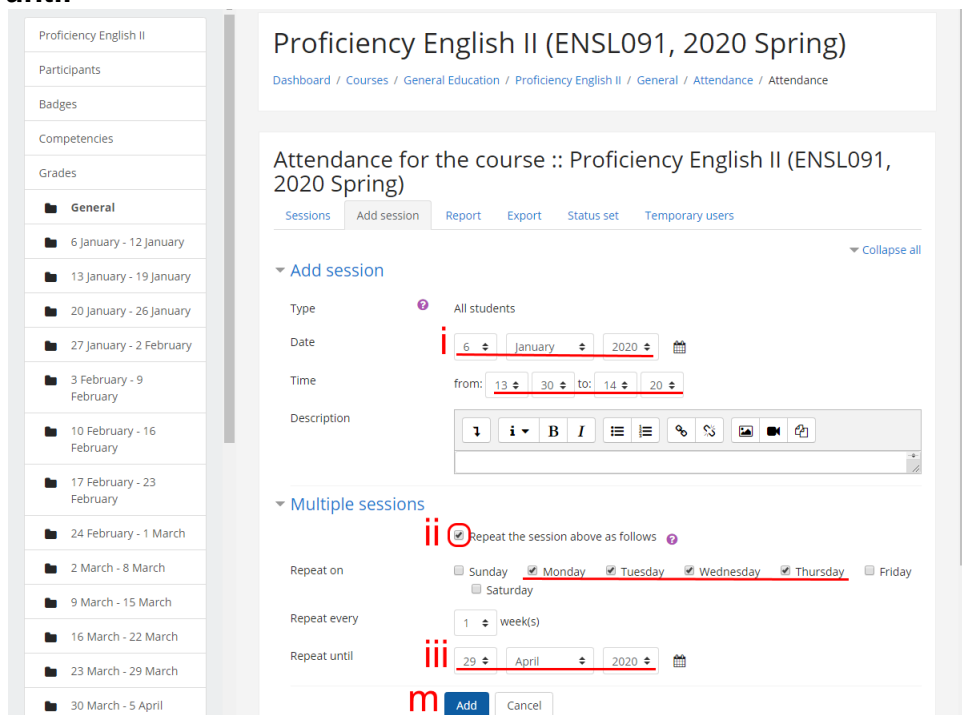 Proficiency English II
Participants
Badges
Competencies
Grades
General
6 January - 12 January
13 January - 19 January
20 January - 26 January
27 January - 2 February
3 February - 9
February
10 February - 16
February
17 February - 23
February
24 February - 1 March
2 March - 8 March
9 March - 15 March
16 March - 22 March
23 March - 29 March
30 March - 5 April
Proficiency English II (ENSL091, 2020 Spring)
Dashboard / Courses / General Education / Proficiency English II / General / Attendance / Attendance
Attendance for the course :: Proficiency English II (ENSL091,
2020 Spring)
Sessions Add session Report Export Status set Temporary users
Collapse all
Add session
Type All students
i
Date 6 January 2020
Time from: 13 30 to: 14 20
Description
i B I
Multiple sessions
ii
Repeat the session above as follows
Repeat on Sunday Monday Tuesday Wednesday Thursday Friday
Saturday
Repeat every 1 week(s)
Repeat until iii 29 April 2020
m Add Cancel